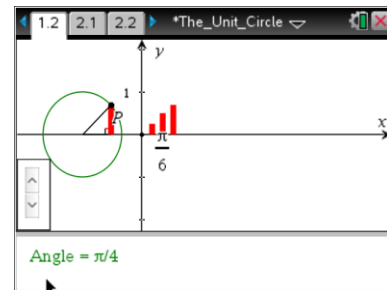 1.2 2.1 2.2 *The_Unit_Circle
y
1
P
x
π
6
Angle = π/4